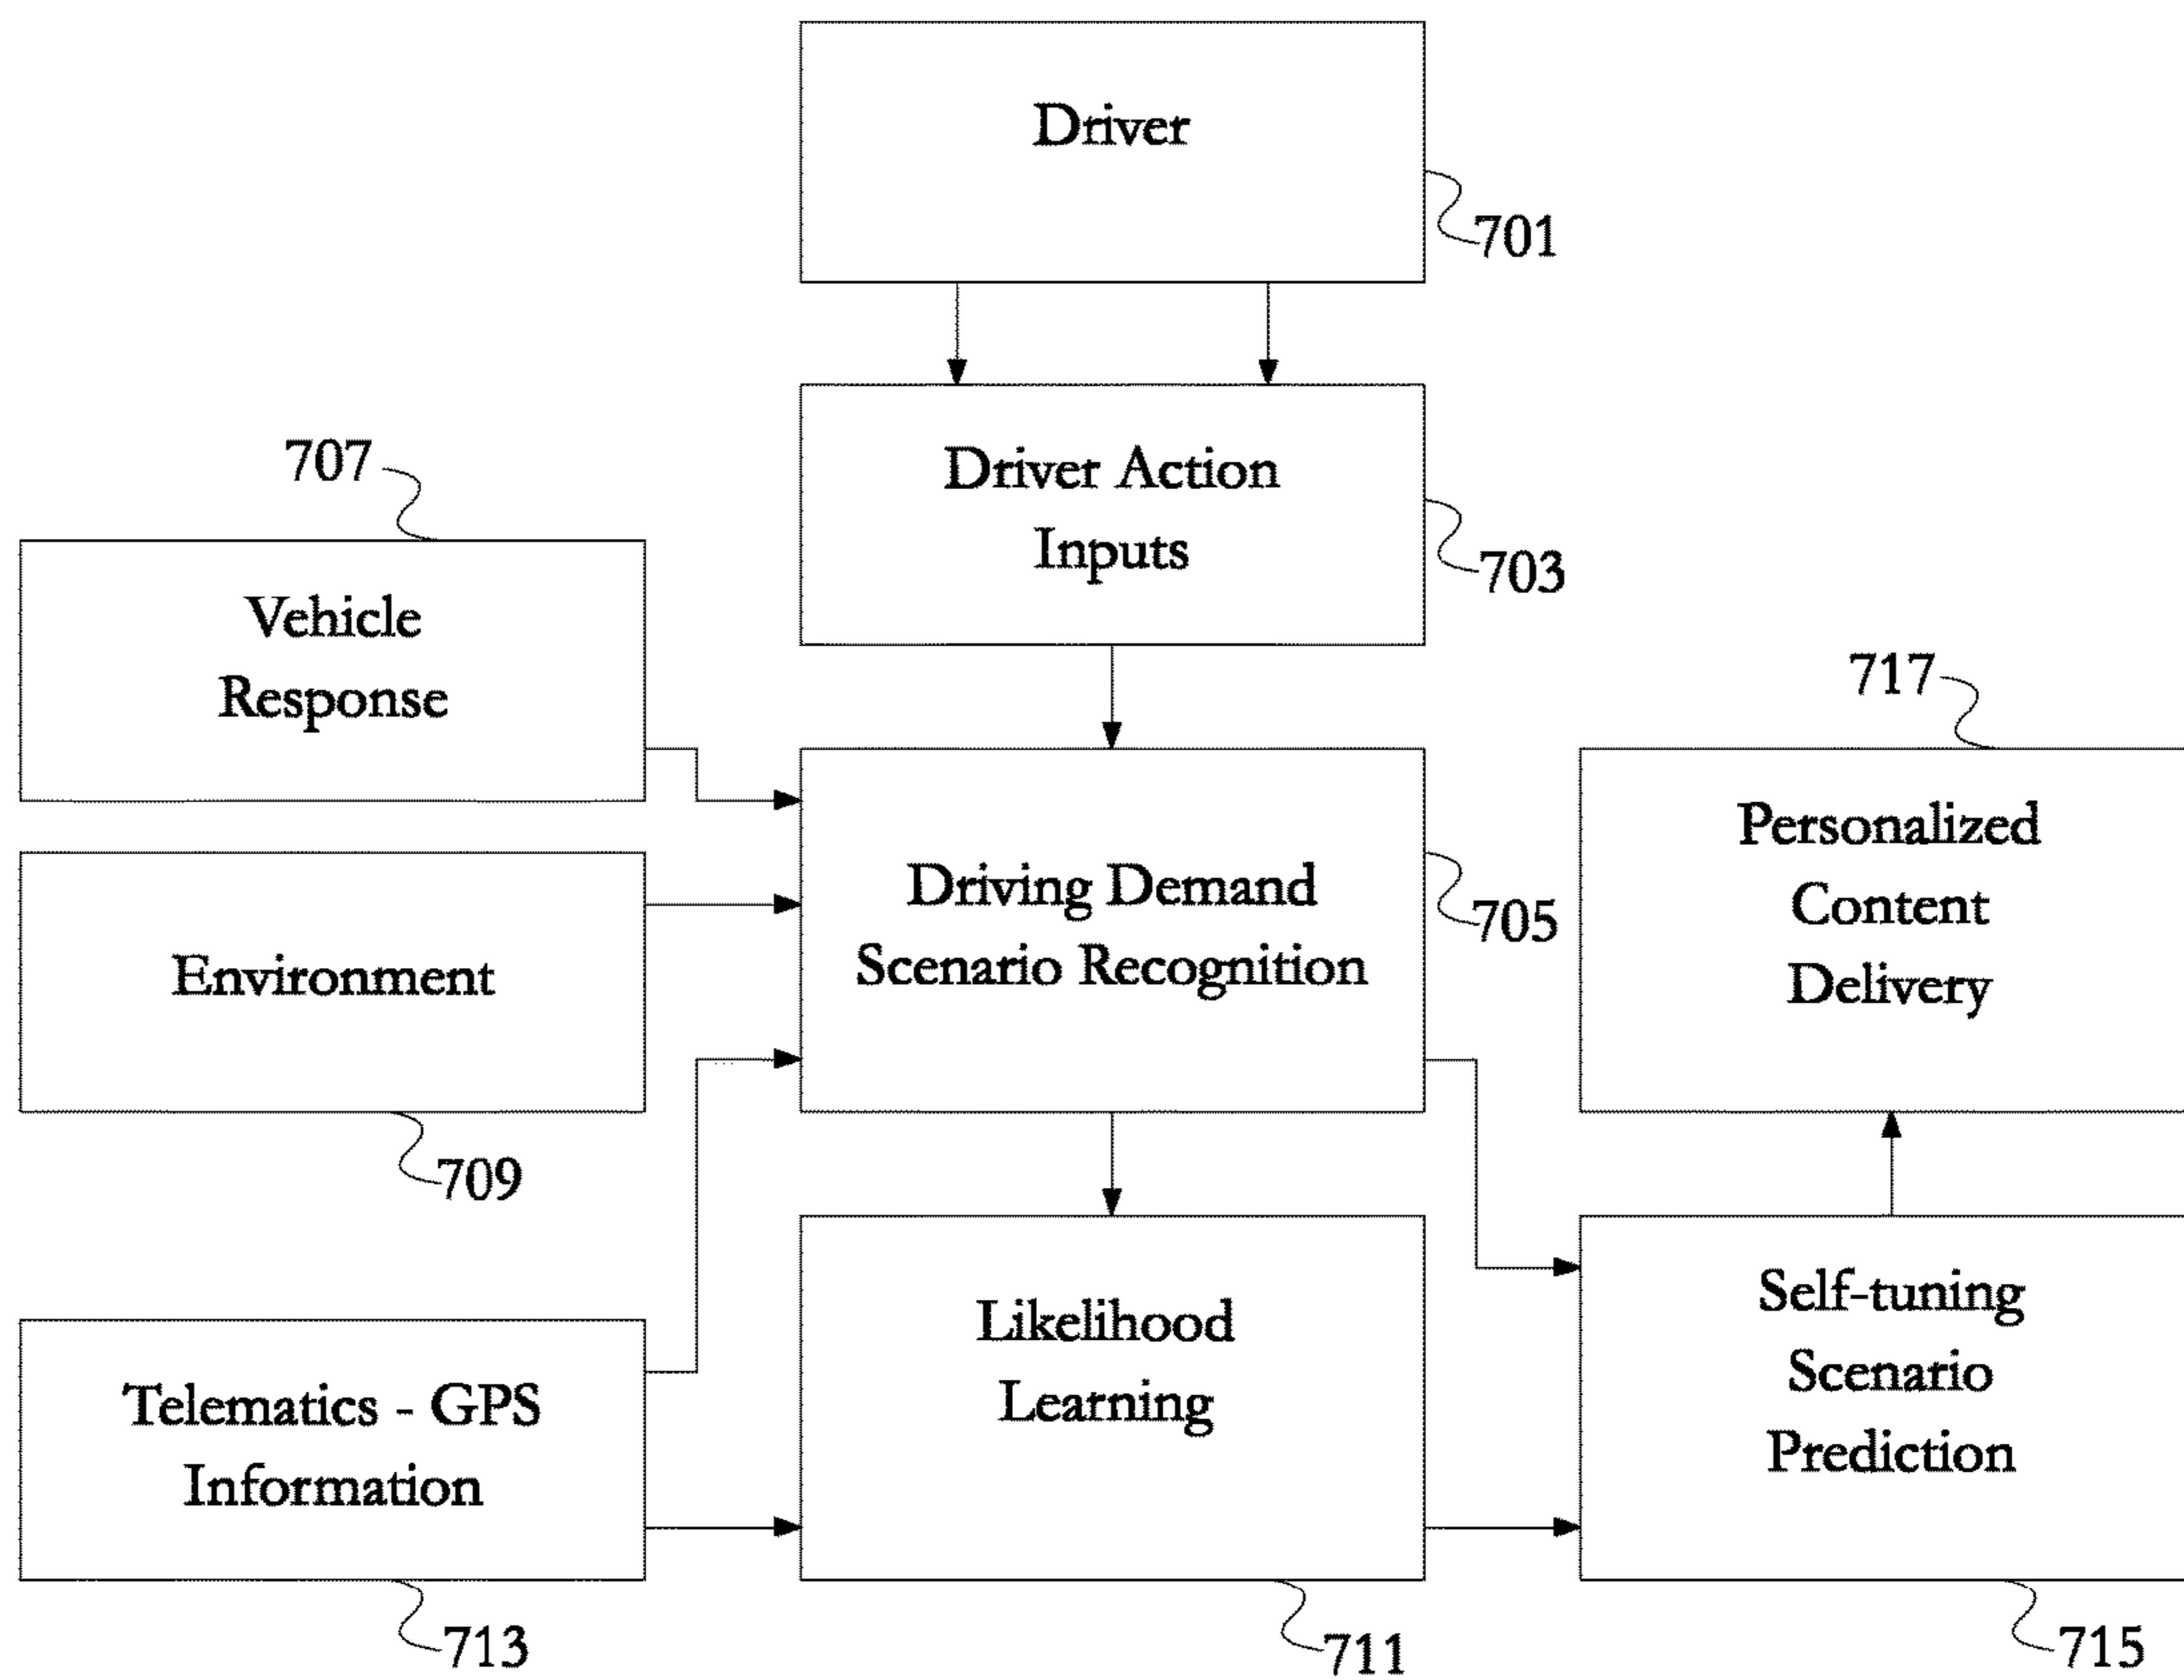 Driver
701
Driver Action
Inputs
703
707
Vehicle
Response
717
Driving Demand
Scenario Recognition
705
Personalized
Content
Delivery
Environment
709
Telematics - GPS
Information
713
Likelihood
Learning
711
Self-tuning
Scenario
Prediction
715